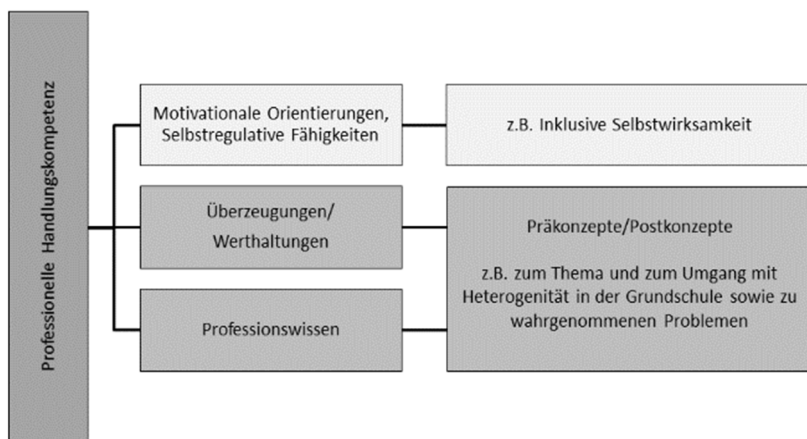 Professionelle Handlungskompetenz
Motivationale Orientierungen,
Selbstregulative Fähigkeiten
z.B. Inklusive Selbstwirksamkeit
Überzeugungen/
Werthaltungen
Präkonzepte/Postkonzepte
z.B. zum Thema und zum Umgang mit
Heterogenität in der Grundschule sowie zu
wahrgenommenen Problemen
Professionswissen